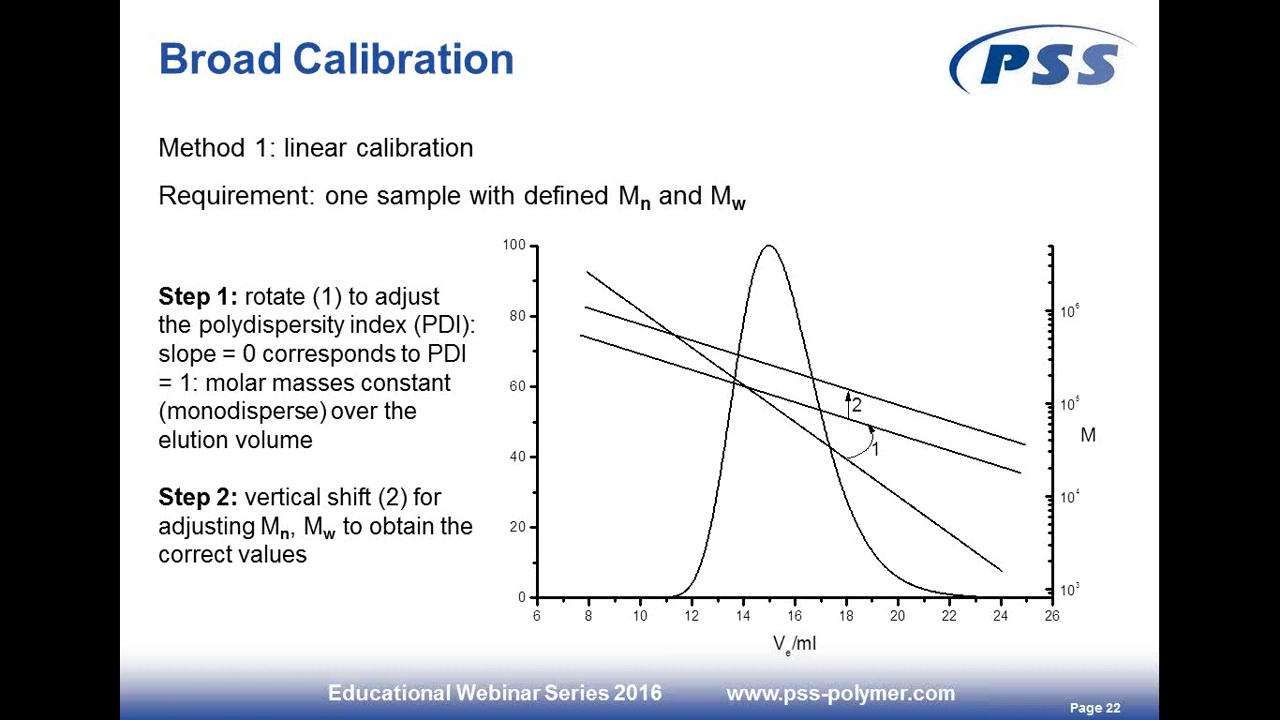 Broad Calibration
PSS
Method 1: linear calibration
Requirement: one sample with defined Mn and Mw
Step 1: rotate (1) to adjust
the polydispersity index (PDI):
slope = 0 corresponds to PDI
= 1: molar masses constant
(monodisperse) over the
elution volume
Step 2: vertical shift (2) for
adjusting Mn, Mw to obtain the
correct values
100
80
60
40
20
0
6 8 10 12 14 16 18 20 22 24 26
Ve/ml
2
1
10⁶
10⁵
10⁴
10³
M
Educational Webinar Series 2016 www.pss-polymer.com
Page 22